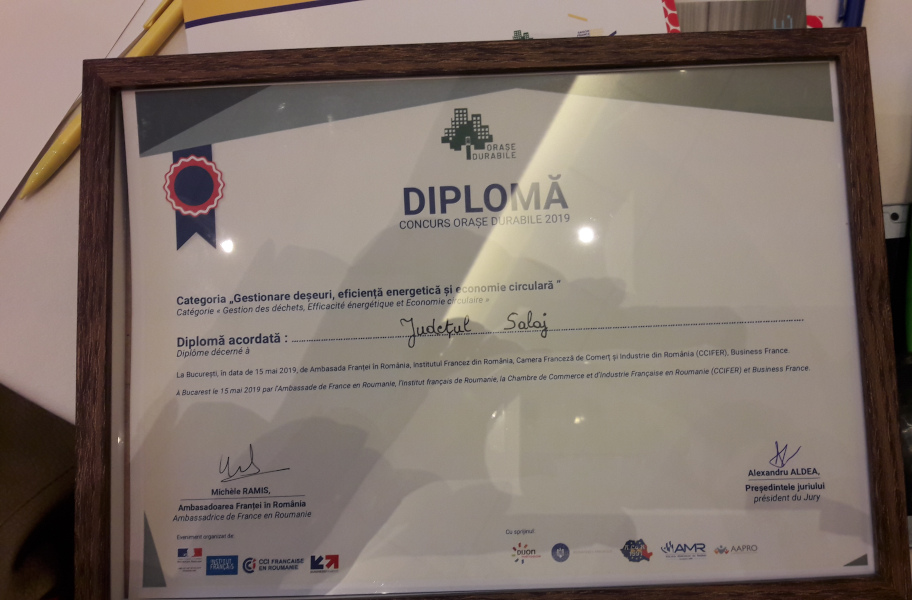 ORAȘE
DURABILE
DIPLOMĂ
CONCURS ORAȘE DURABILE 2019
Categoria „Gestionare deșeuri, eficiență energetică și economie circulară ”
Catégorie « Gestion des déchets, Efficacité énergétique et Economie circulaire »
Diplomă acordată : Județul Salaj
Diplôme décerné à
La București, în data de 15 mai 2019, de Ambasada Franței în România, Institutul Francez din România, Camera Franceză de Comerț și Industrie din România (CCIFER), Business France.
A Bucarest le 15 mai 2019 par l'Ambassade de France en Roumanie, l'Institut français de Roumanie, la Chambre de Commerce et d'Industrie Française en Roumanie (CCIFER) et Business France.
Michèle RAMIS,
Ambasadoarea Franței în România
Ambassadrice de France en Roumanie
Alexandru ALDEA,
Președintele juriului
président du Jury
Eveniment organizat de
Cu sprijinul
INSTITUT
FRANÇAIS
CCI FRANCAISE
EN ROUMANIE
DIJON
AMR
AAPRO